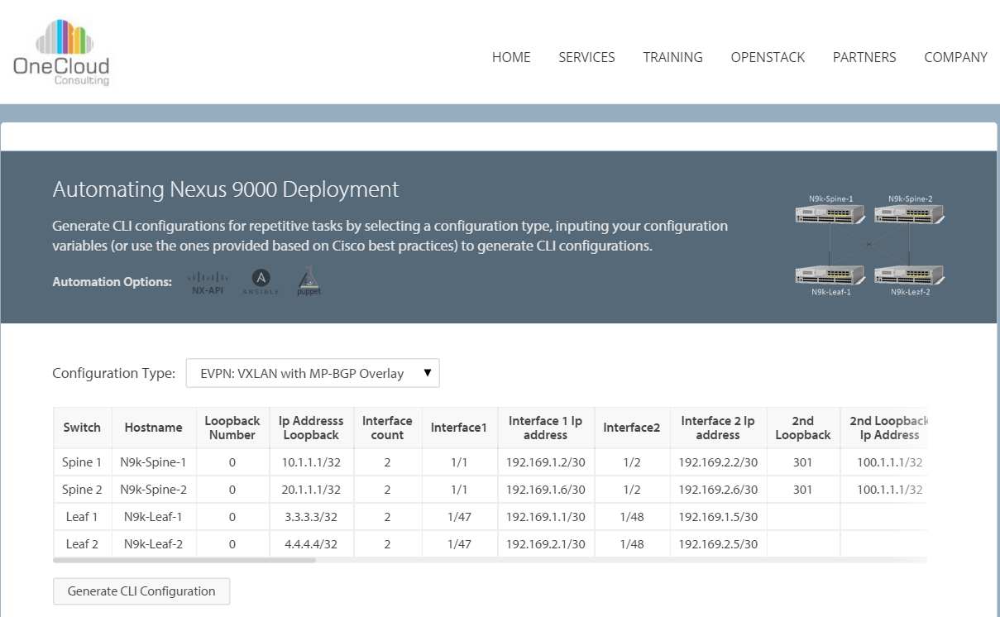 OneCloud
Consulting
HOME SERVICES TRAINING OPENSTACK PARTNERS COMPANY
Automating Nexus 9000 Deployment
Generate CLI configurations for repetitive tasks by selecting a configuration type, inputing your configuration
variables (or use the ones provided based on Cisco best practices) to generate CLI configurations.
Automation Options:
NX-API
A
ANSIBLE
puppet
N9k-Spine-1 N9k-Spine-2
N9k-Leaf-1 N9k-Leaf-2
Configuration Type: EVPN: VXLAN with MP-BGP Overlay
Switch Hostname Loopback Number Ip Addresss Loopback Interface count Interface1 Interface 1 Ip address Interface2 Interface 2 Ip address 2nd Loopback 2nd Loopback Ip Address
Spine 1 N9k-Spine-1 0 10.1.1.1/32 2 1/1 192.169.1.2/30 1/2 192.169.2.2/30 301 100.1.1.1/32
Spine 2 N9k-Spine-2 0 20.1.1.1/32 2 1/1 192.169.1.6/30 1/2 192.169.2.6/30 301 100.1.1.1/32
Leaf 1 N9k-Leaf-1 0 3.3.3.3/32 2 1/47 192.169.1.1/30 1/48 192.169.1.5/30
Leaf 2 N9k-Leaf-2 0 4.4.4.4/32 2 1/47 192.169.2.1/30 1/48 192.169.2.5/30
Generate CLI Configuration